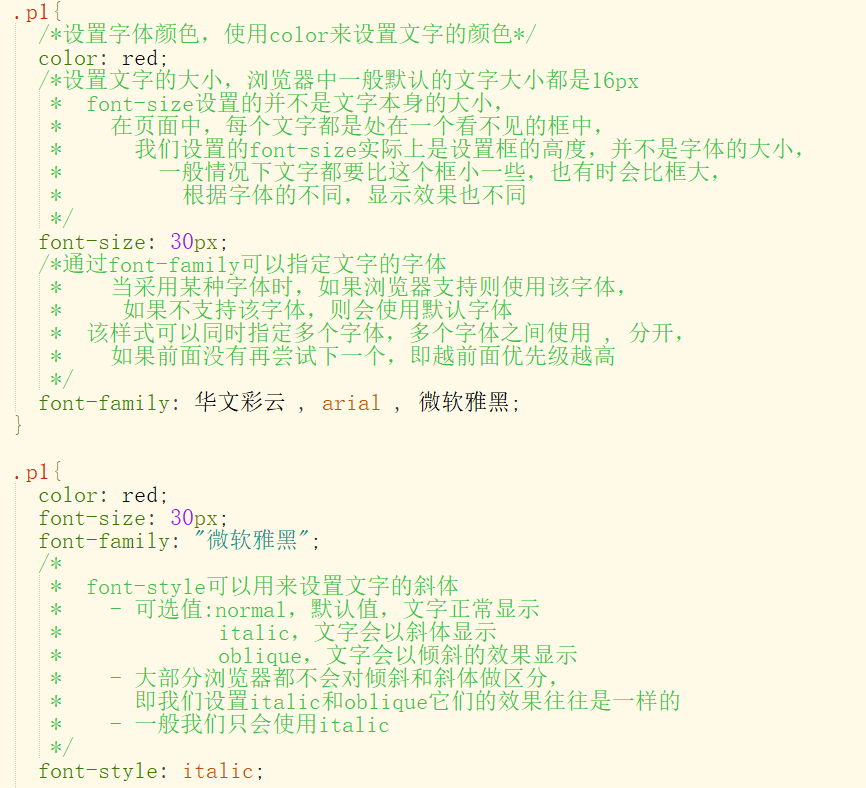 .p1{
/*设置字体颜色，使用color来设置文字的颜色*/
color: red;
/*设置文字的大小，浏览器中一般默认的文字大小都是16px
* font-size设置的并不是文字本身的大小，
* 在页面中，每个文字都是处在一个看不见的框中，
* 我们设置的font-size实际上是设置框的高度，并不是字体的大小，
* 一般情况下文字都要比这个框小一些，也有时会比框大，
* 根据字体的不同，显示效果也不同
*/
font-size: 30px;
/*通过font-family可以指定文字的字体
* 当采用某种字体时，如果浏览器支持则使用该字体，
* 如果不支持该字体，则会使用默认字体
* 该样式可以同时指定多个字体，多个字体之间使用 , 分开，
* 如果前面没有再尝试下一个，即越前面优先级越高
*/
font-family: 华文彩云 , arial , 微软雅黑;
}
.p1{
color: red;
font-size: 30px;
font-family: "微软雅黑";
/*
* font-style可以用来设置文字的斜体
* - 可选值:normal，默认值，文字正常显示
* italic，文字会以斜体显示
* oblique，文字会以倾斜的效果显示
* - 大部分浏览器都不会对倾斜和斜体做区分，
* 即我们设置italic和oblique它们的效果往往是一样的
* - 一般我们只会使用italic
*/
font-style: italic;